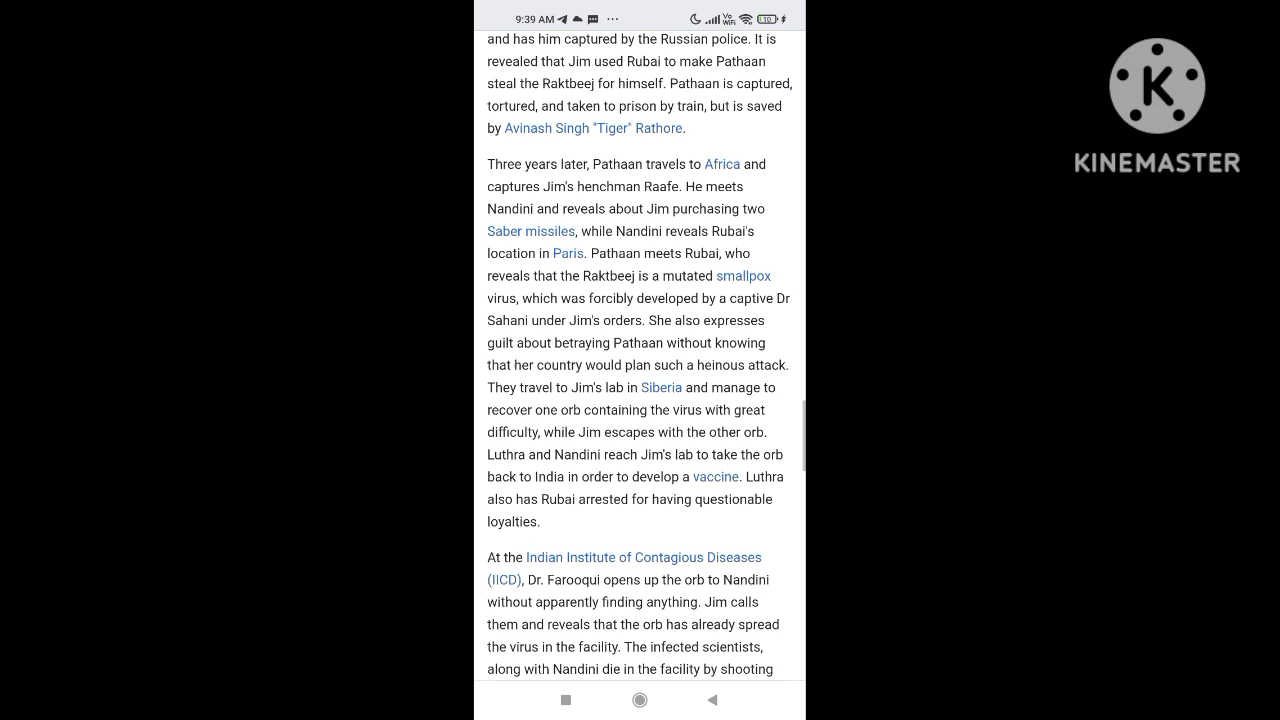 9:39 AM
Vo
WiFi
10
and has him captured by the Russian police. It is
revealed that Jim used Rubai to make Pathaan
steal the Raktbeej for himself. Pathaan is captured,
tortured, and taken to prison by train, but is saved
by Avinash Singh "Tiger" Rathore.
Three years later, Pathaan travels to Africa and
captures Jim's henchman Raafe. He meets
Nandini and reveals about Jim purchasing two
Saber missiles, while Nandini reveals Rubai's
location in Paris. Pathaan meets Rubai, who
reveals that the Raktbeej is a mutated smallpox
virus, which was forcibly developed by a captive Dr
Sahani under Jim's orders. She also expresses
guilt about betraying Pathaan without knowing
that her country would plan such a heinous attack.
They travel to Jim's lab in Siberia and manage to
recover one orb containing the virus with great
difficulty, while Jim escapes with the other orb.
Luthra and Nandini reach Jim's lab to take the orb
back to India in order to develop a vaccine. Luthra
also has Rubai arrested for having questionable
loyalties.
At the Indian Institute of Contagious Diseases
(IICD), Dr. Farooqui opens up the orb to Nandini
without apparently finding anything. Jim calls
them and reveals that the orb has already spread
the virus in the facility. The infected scientists,
along with Nandini die in the facility by shooting
K
KINEMASTER